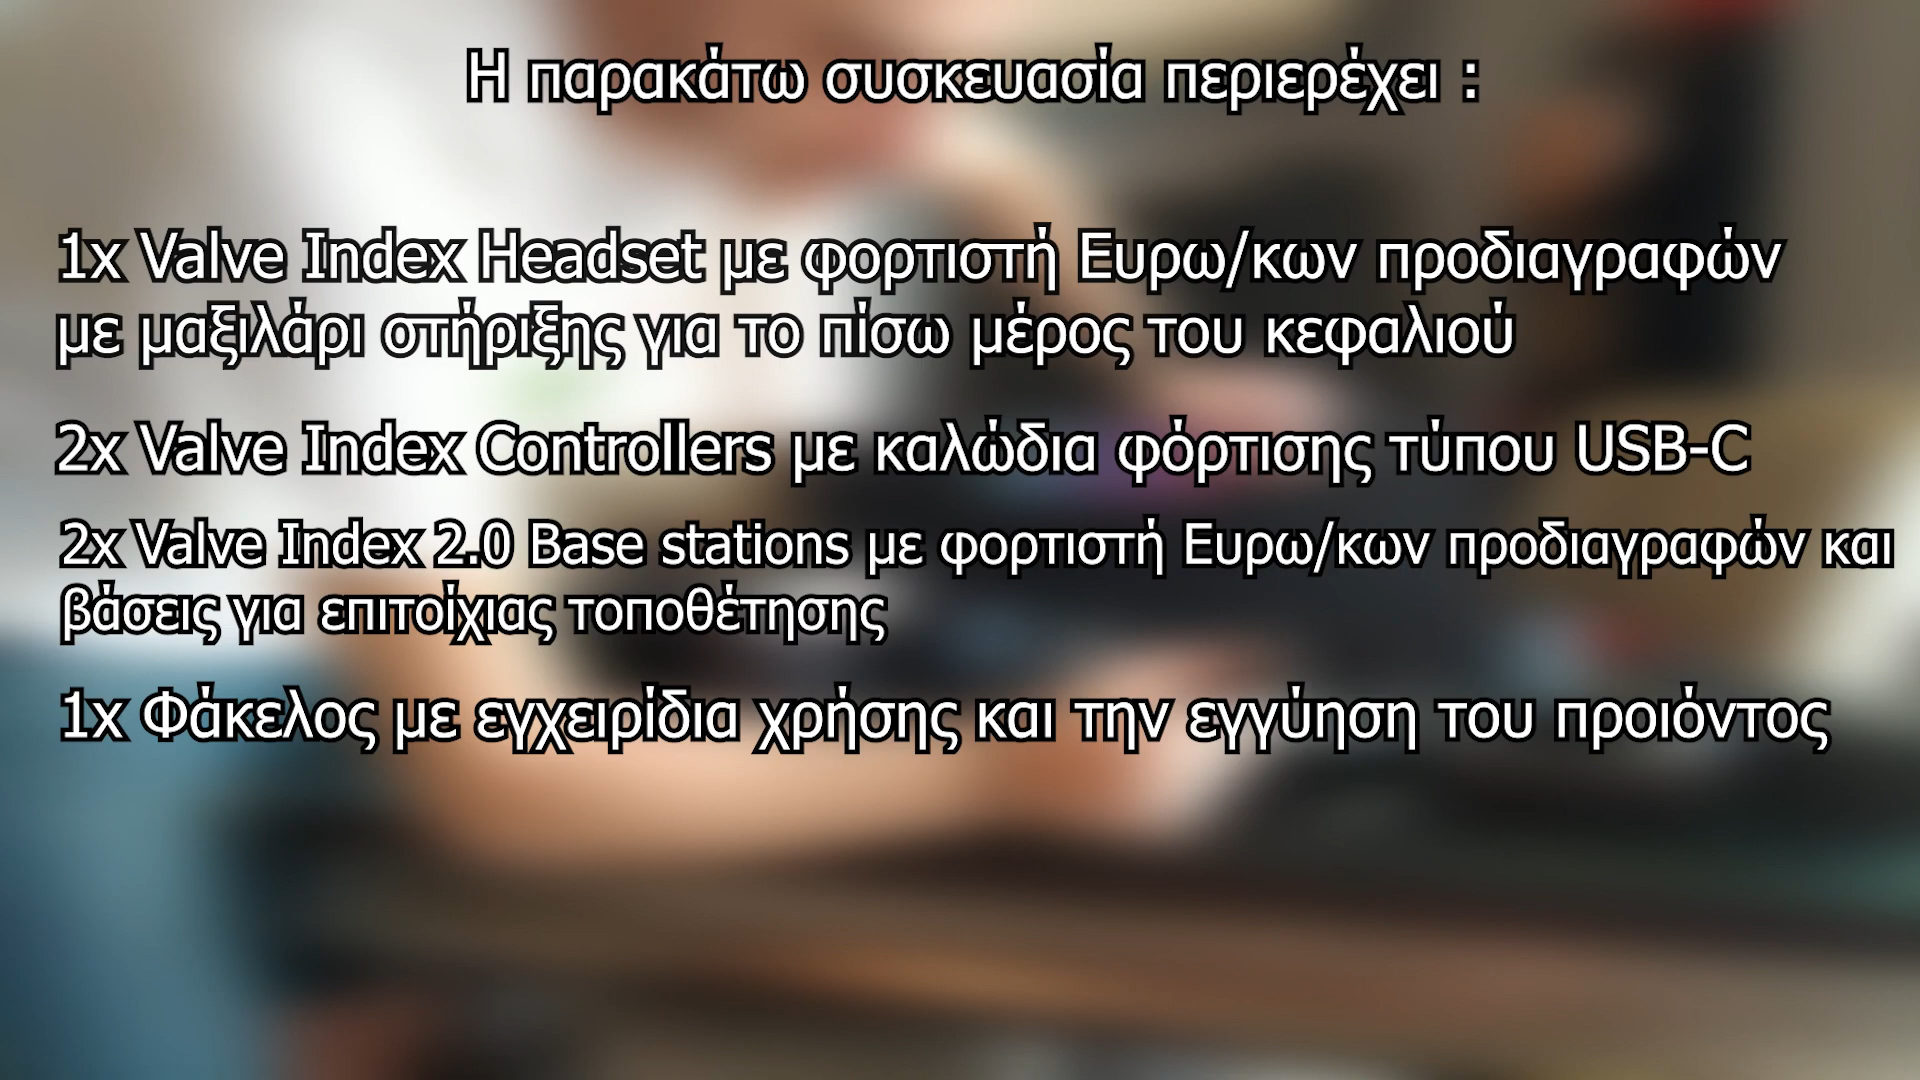 Η παρακάτω συσκευασία περιερέχει :
1x Valve Index Headset με φορτιστή Ευρω/κων προδιαγραφών
με μαξιλάρι στήριξης για το πίσω μέρος του κεφαλιού
2x Valve Index Controllers με καλώδια φόρτισης τύπου USB-C
2x Valve Index 2.0 Base stations με φορτιστή Ευρω/κων προδιαγραφών και
βάσεις για επιτοίχιας τοποθέτησης
1x Φάκελος με εγχειρίδια χρήσης και την εγγύηση του προιόντος